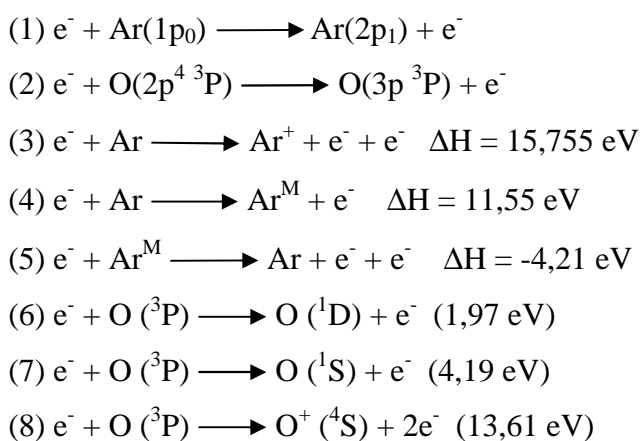 (1) e⁻ + Ar(1p₀) ⟶ Ar(2p₁) + e⁻
(2) e⁻ + O(2p⁴ ³P) ⟶ O(3p ³P) + e⁻
(3) e⁻ + Ar ⟶ Ar⁺ + e⁻ + e⁻ ΔH = 15,755 eV
(4) e⁻ + Ar ⟶ Arᴹ + e⁻ ΔH = 11,55 eV
(5) e⁻ + Arᴹ ⟶ Ar + e⁻ + e⁻ ΔH = -4,21 eV
(6) e⁻ + O (³P) ⟶ O (¹D) + e⁻ (1,97 eV)
(7) e⁻ + O (³P) ⟶ O (¹S) + e⁻ (4,19 eV)
(8) e⁻ + O (³P) ⟶ O⁺ (⁴S) + 2e⁻ (13,61 eV)